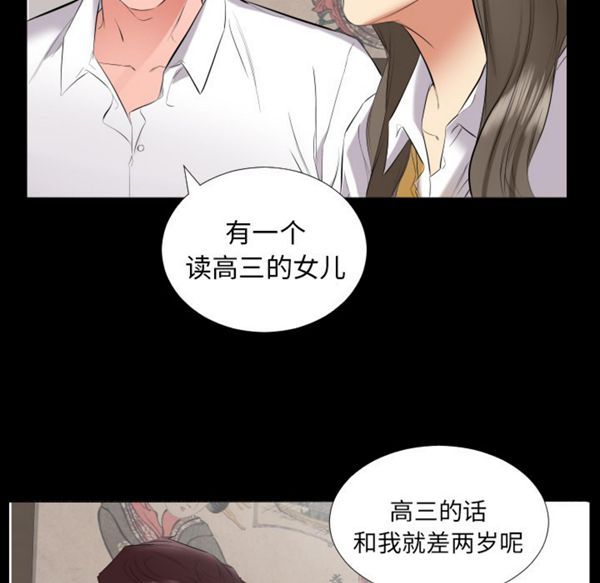 有一个
读高三的女儿
高三的话
和我就差两岁呢